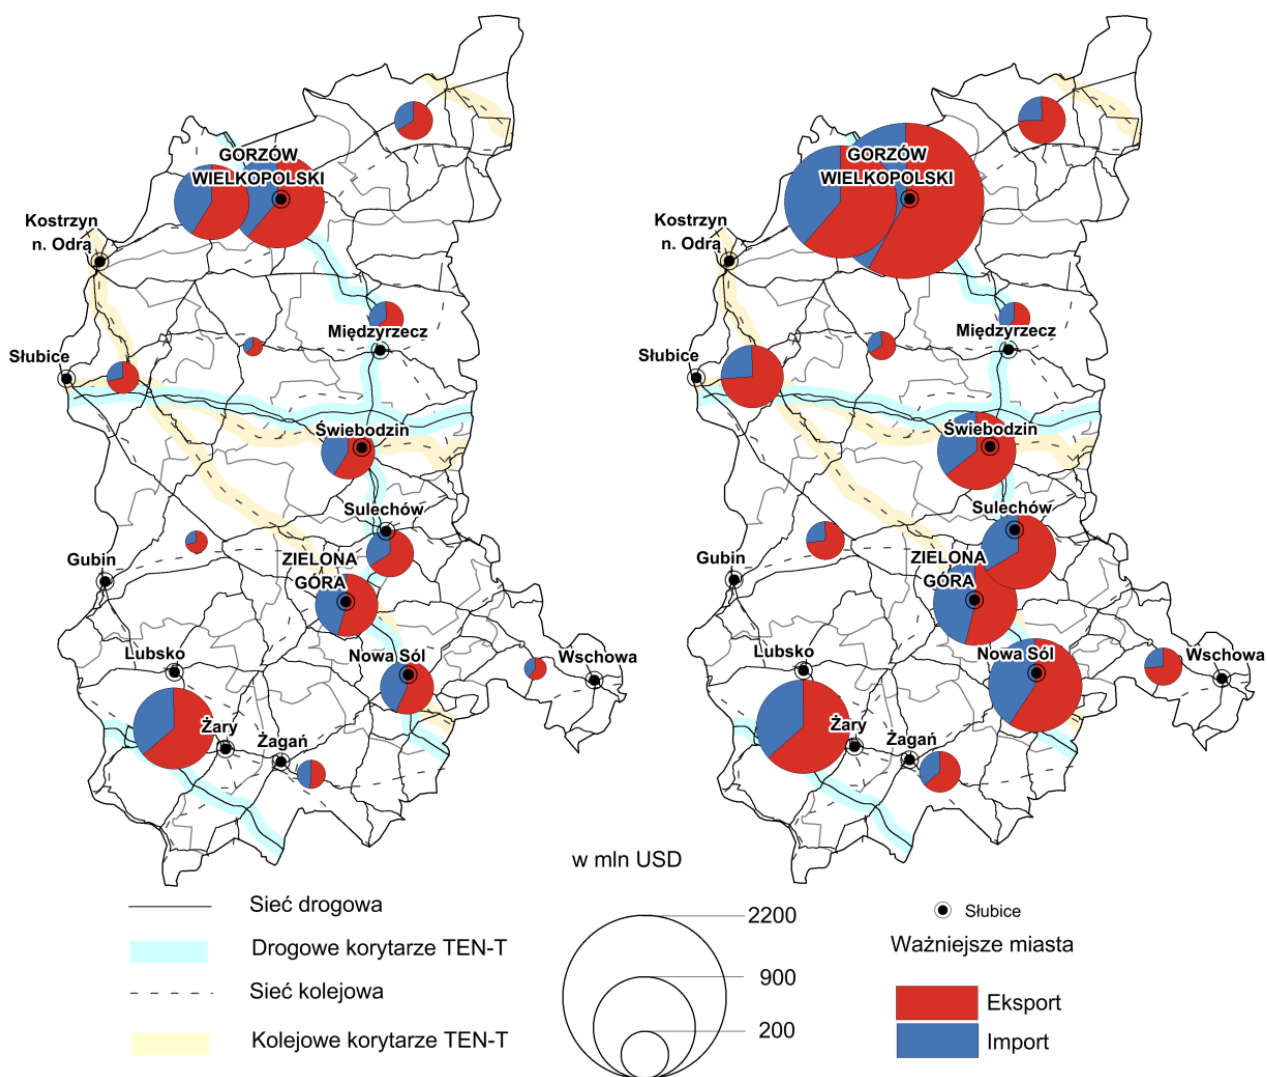 GORZÓW
WIELKOPOLSKI
Kostrzyn
n. Odrą
Międzyrzecz
Słubice
Świebodzin
Sulechów
Gubin
ZIELONA
GÓRA
Lubsko
Nowa Sól
Wschowa
Żary
Żagań
GORZÓW
WIELKOPOLSKI
Kostrzyn
n. Odrą
Międzyrzecz
Słubice
Świebodzin
Sulechów
Gubin
ZIELONA
GÓRA
Lubsko
Nowa Sól
Wschowa
Żary
Żagań
w mln USD
Sieć drogowa
Drogowe korytarze TEN-T
Sieć kolejowa
Kolejowe korytarze TEN-T
2200
900
200
Słubice
Ważniejsze miasta
Eksport
Import